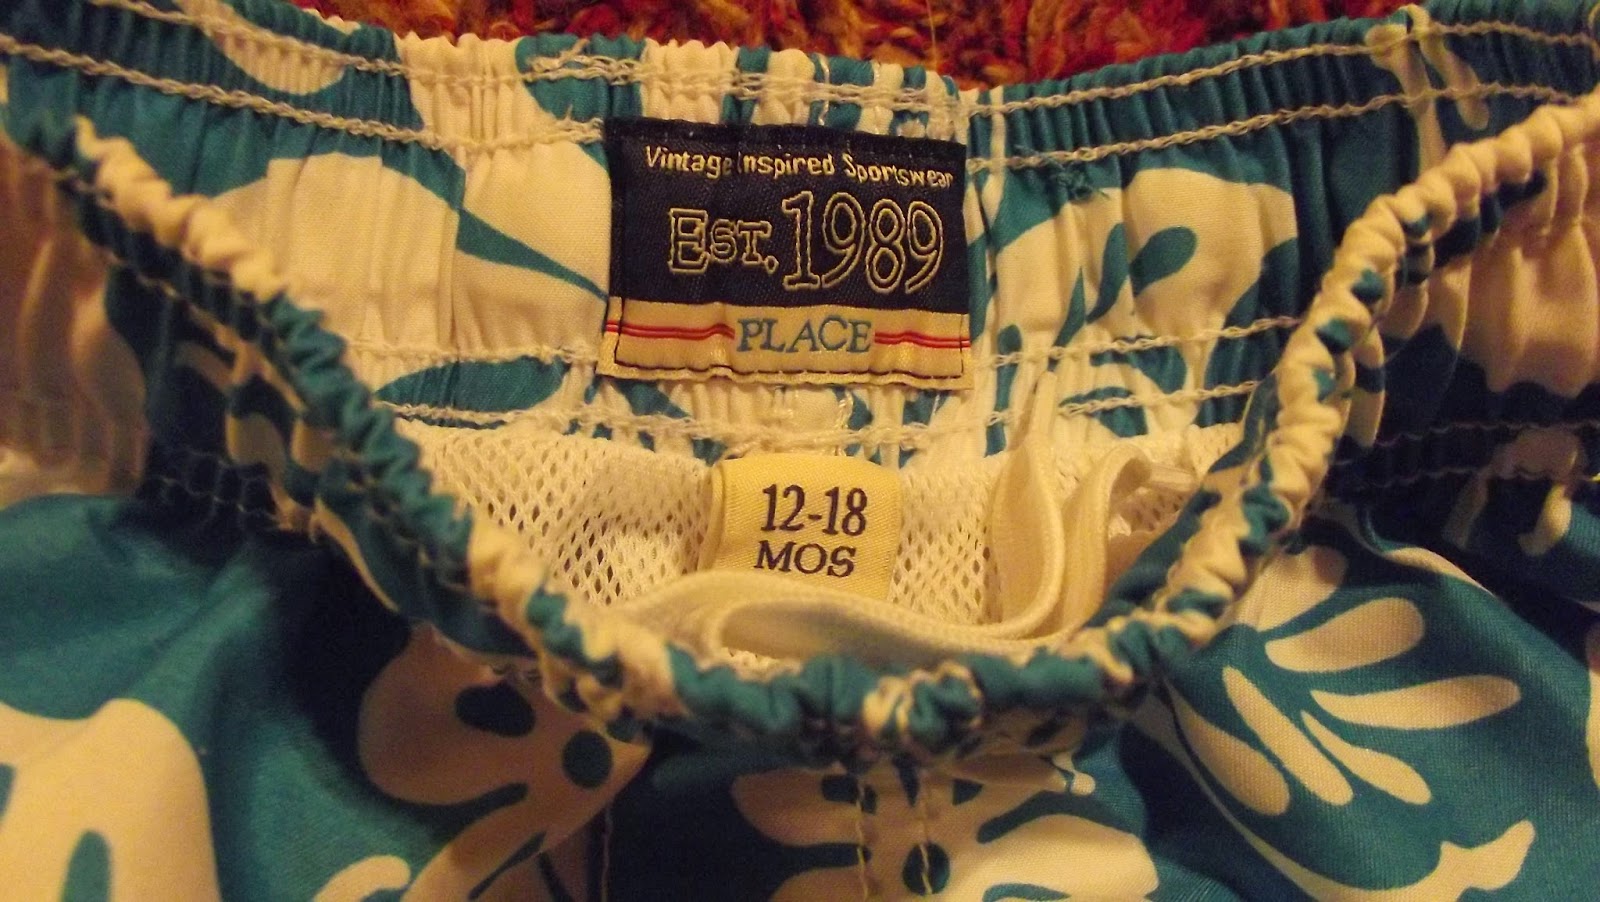 Vintage Inspired Sportswear
EST. 1989
PLACE
12-18
MOS